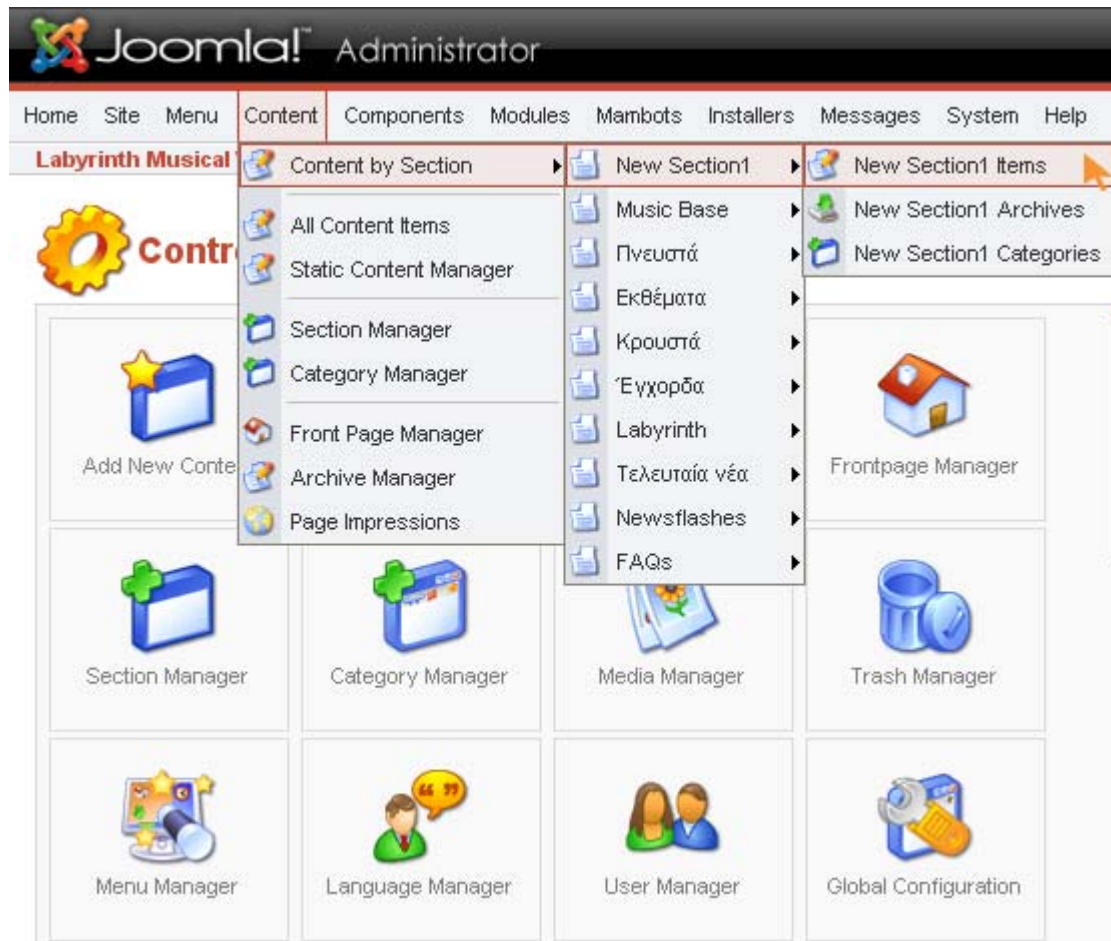 Joomla!™ Administrator
Home Site Menu Content Components Modules Mambots Installers Messages System Help
Labyrinth Musical
Content by Section
All Content Items
Static Content Manager
Section Manager
Category Manager
Front Page Manager
Archive Manager
Page Impressions
New Section1
Music Base
Πνευστά
Εκθέματα
Κρουστά
Έγχορδα
Labyrinth
Τελευταία νέα
Newsflashes
FAQs
New Section1 Items
New Section1 Archives
New Section1 Categories
Contro
Add New Conte
Frontpage Manager
Section Manager
Category Manager
Media Manager
Trash Manager
Menu Manager
Language Manager
User Manager
Global Configuration